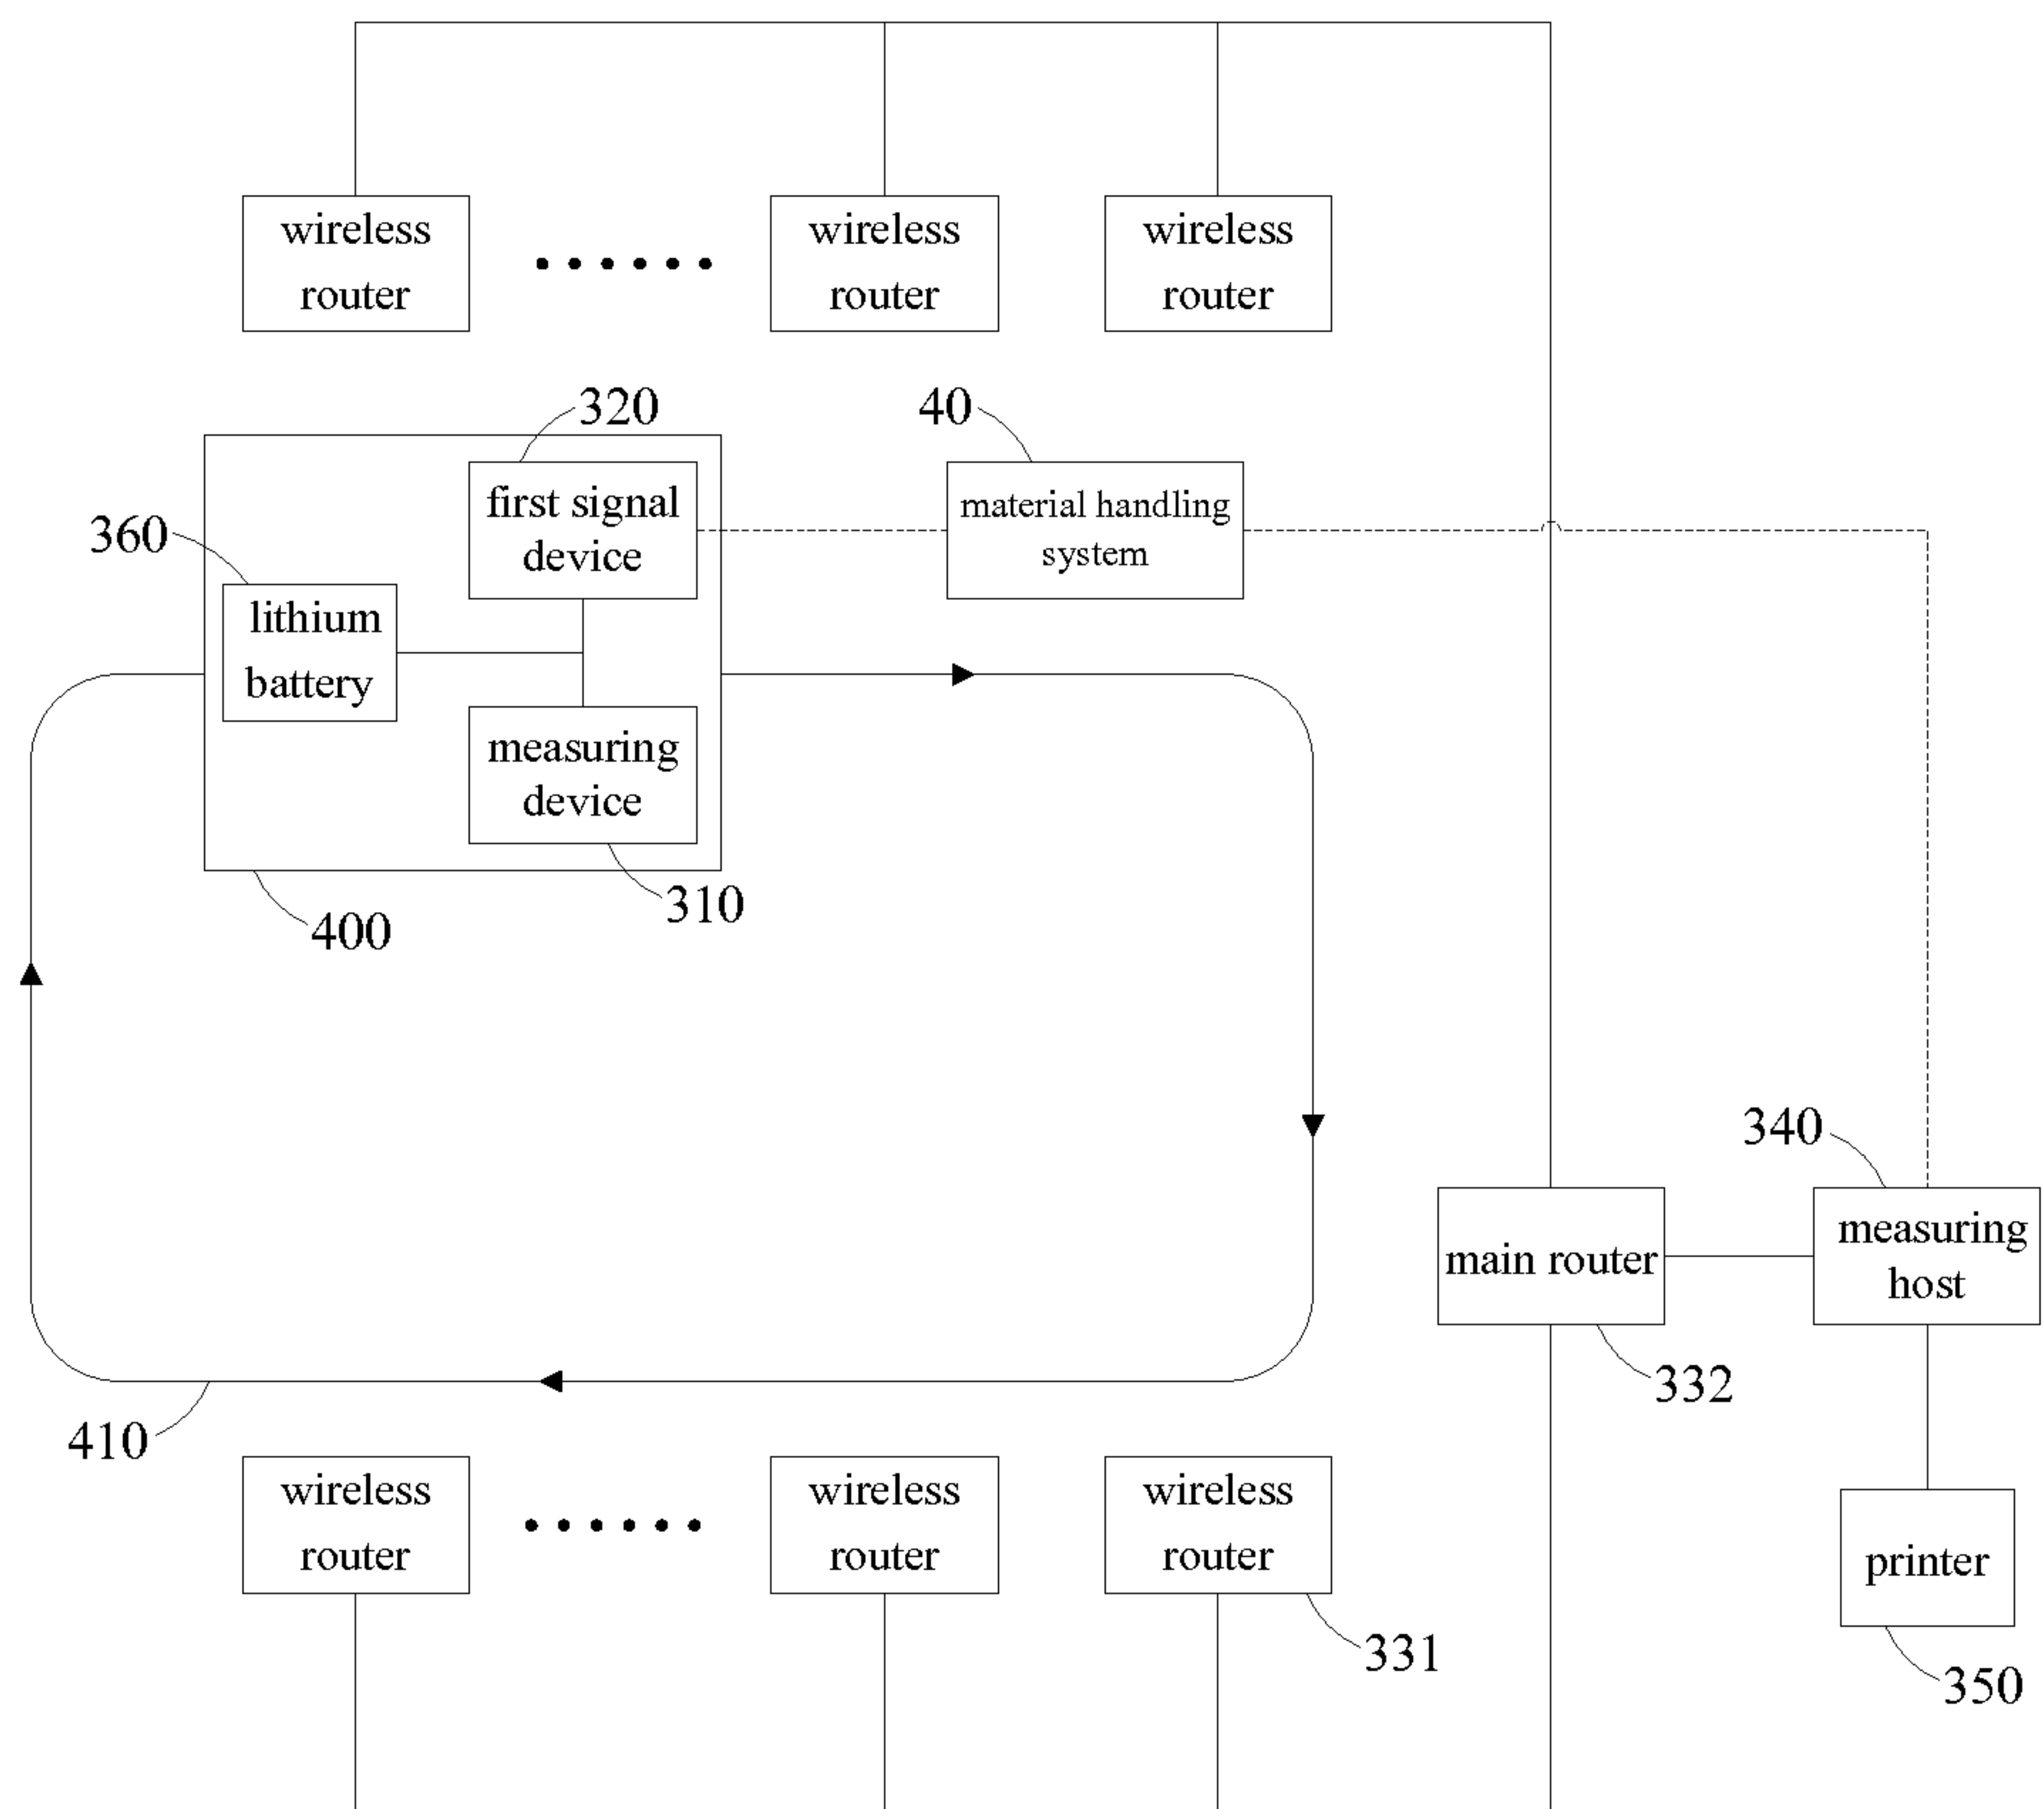 wireless
router
wireless
router
wireless
router
320
40
first signal
device
material handling
system
360
lithium
battery
measuring
device
310
400
340
measuring
host
main router
332
410
wireless
router
wireless
router
wireless
router
printer
331
350